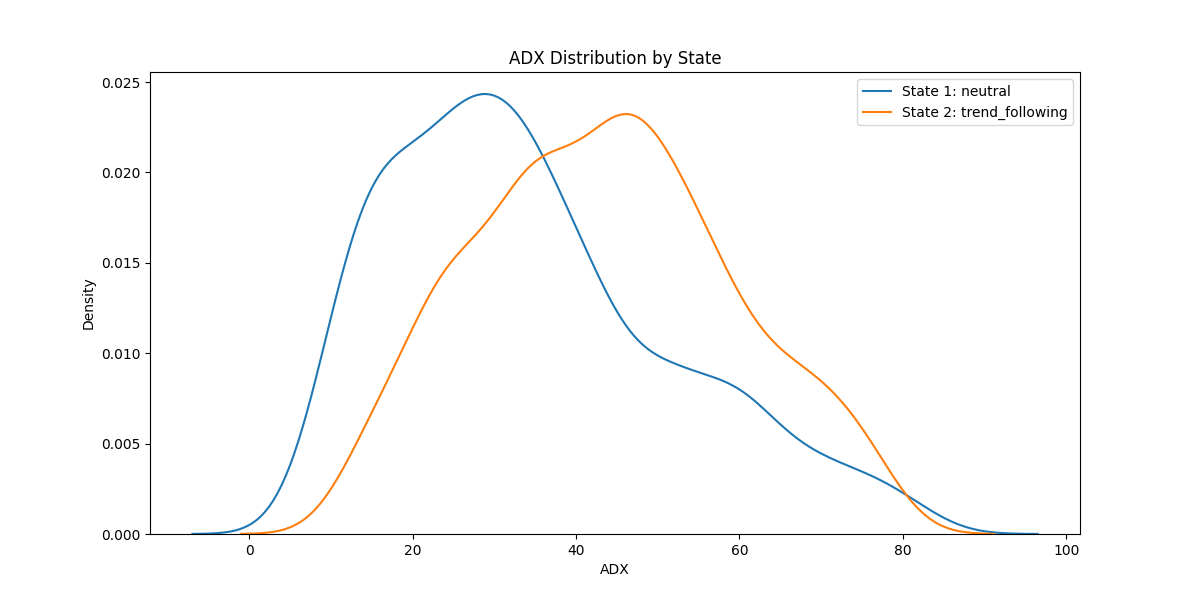 ADX Distribution by State
State 1: neutral
State 2: trend_following
Density
0.025
0.020
0.015
0.010
0.005
0.000
0 20 40 60 80 100
ADX